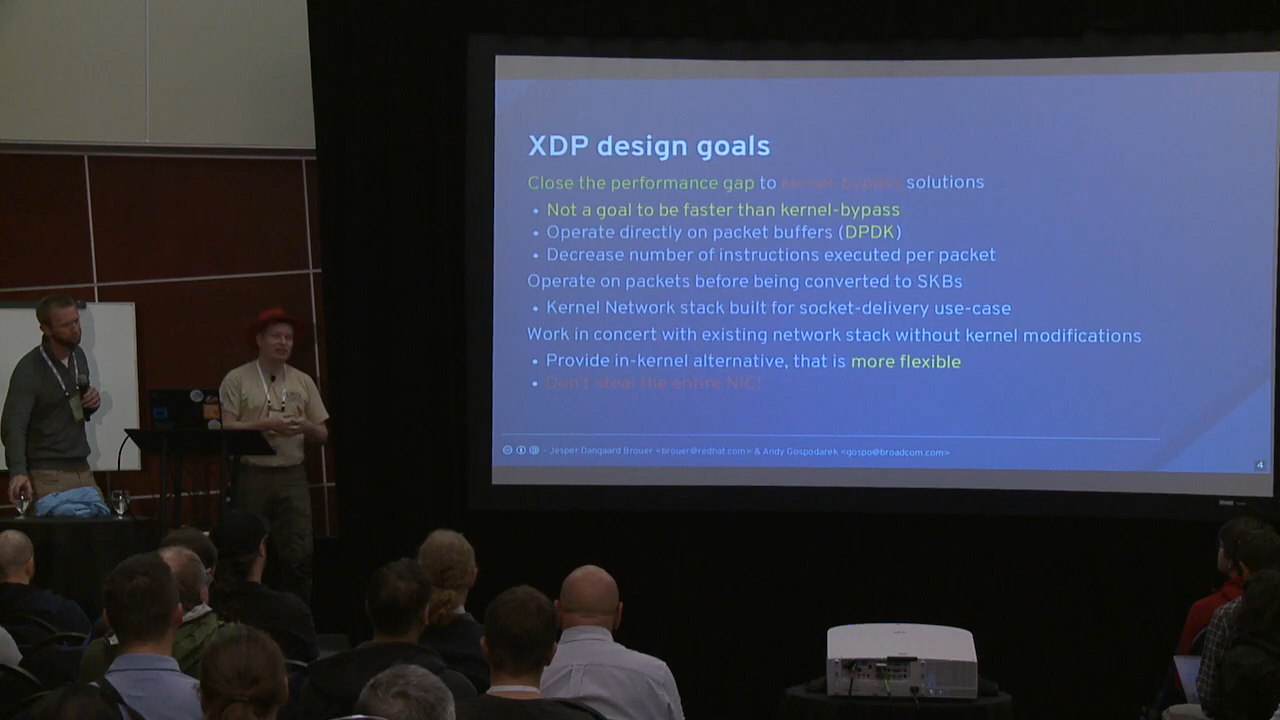 XDP design goals
Close the performance gap to kernel-bypass solutions
• Not a goal to be faster than kernel-bypass
• Operate directly on packet buffers (DPDK)
• Decrease number of instructions executed per packet
Operate on packets before being converted to SKBs
• Kernel Network stack built for socket-delivery use-case
Work in concert with existing network stack without kernel modifications
• Provide in-kernel alternative, that is more flexible
• Don't steal the entire NIC!
- Jesper Dangaard Brouer <brouer@redhat.com> & Andy Gospodarek <gospo@broadcom.com>
4